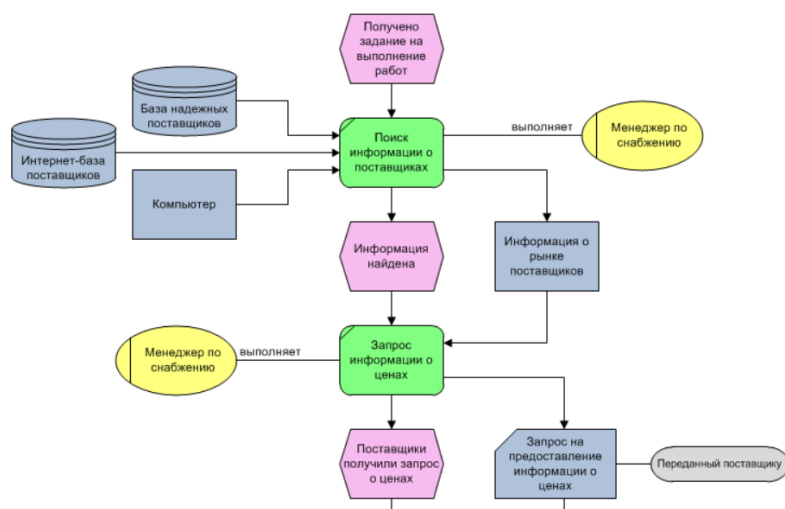 Получено
задание на
выполнение
работ
База надежных
поставщиков
Поиск
информации о
поставщиках
выполняет
Менеджер по
снабжению
Интернет-база
поставщиков
Компьютер
Информация
найдена
Информация о
рынке
поставщиков
Менеджер по
снабжению
выполняет
Запрос
информации о
ценах
Поставщики
получили запрос
о ценах
Запрос на
предоставление
информации о
ценах
Переданный поставщику